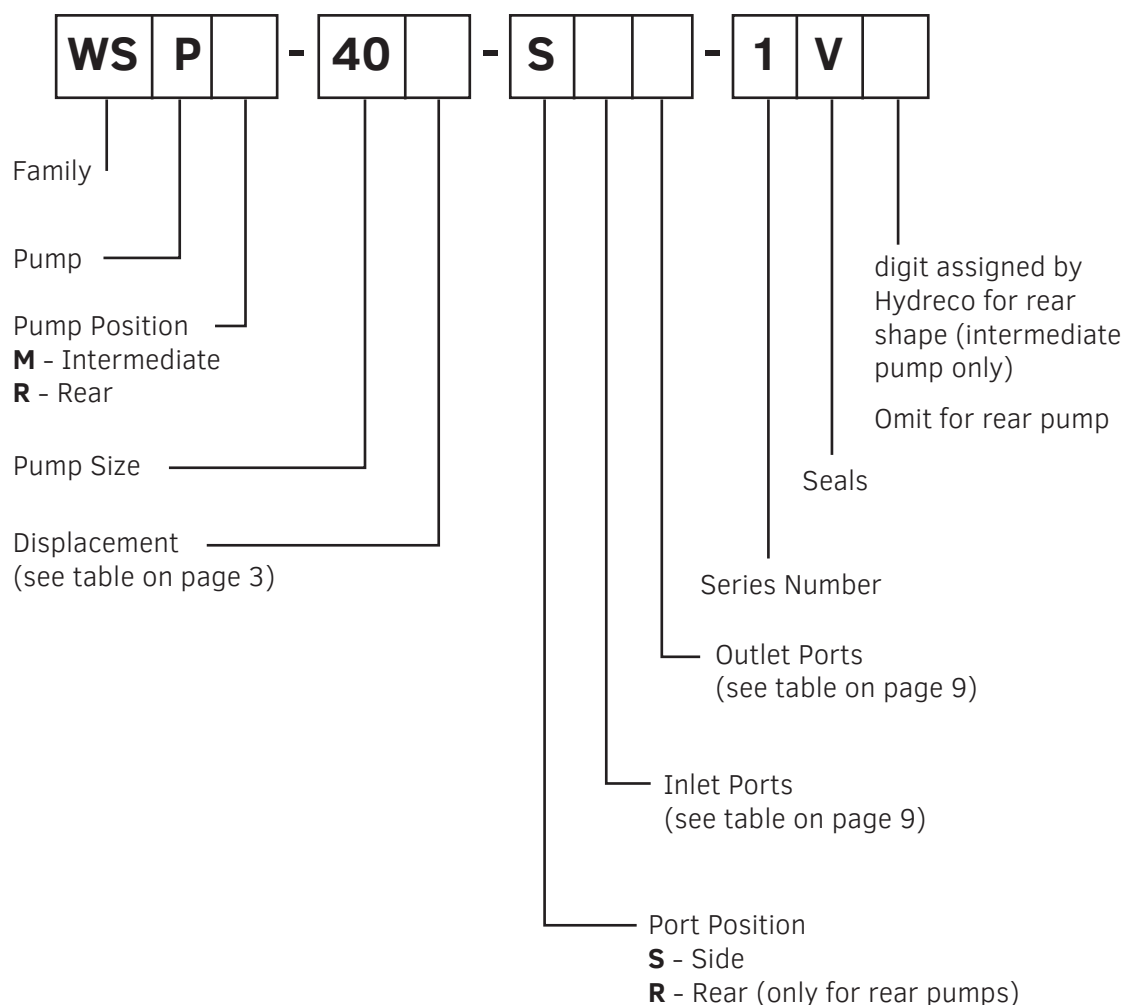 WS P - 40 - S - 1 V
Family
Pump
Pump Position
M - Intermediate
R - Rear
Pump Size
Displacement
(see table on page 3)
digit assigned by
Hydreco for rear
shape (intermediate
pump only)
Omit for rear pump
Seals
Series Number
Outlet Ports
(see table on page 9)
Inlet Ports
(see table on page 9)
Port Position
S - Side
R - Rear (only for rear pumps)